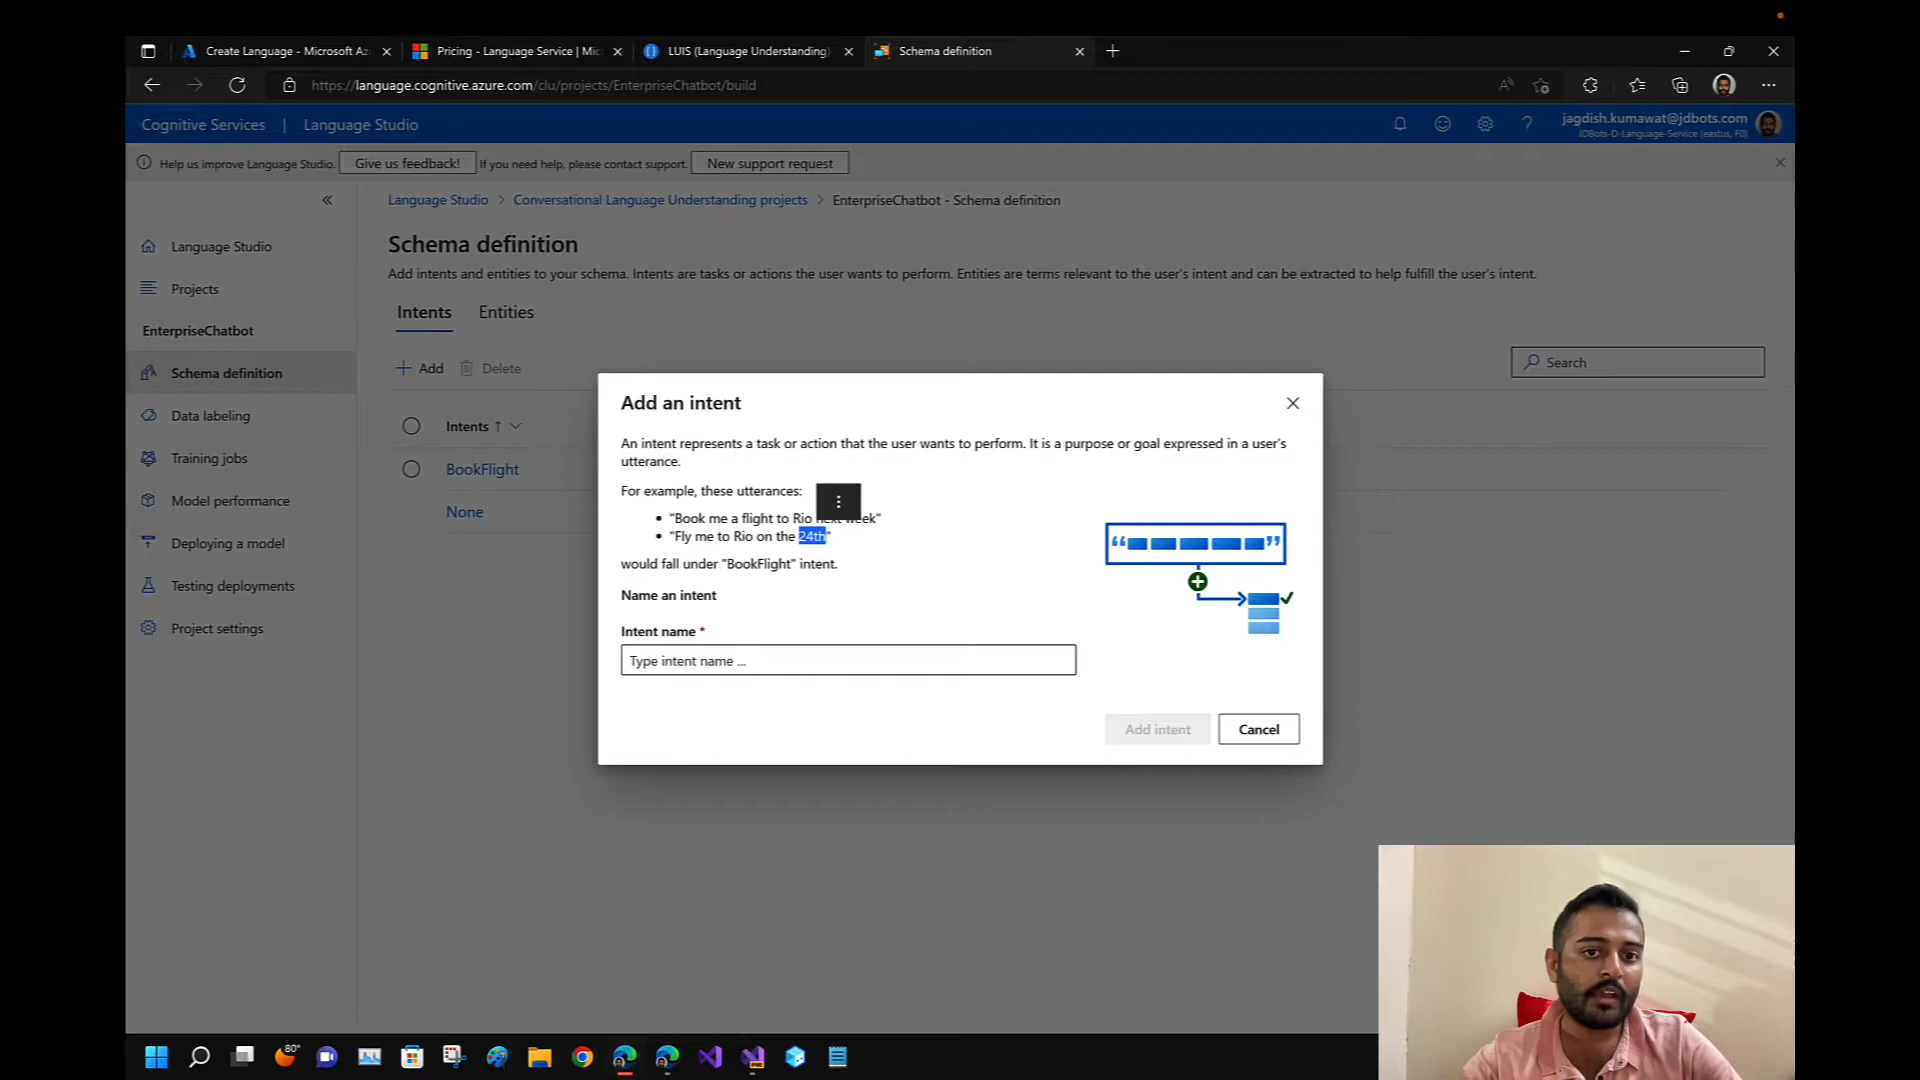 Create Language - Microsoft Az
Pricing - Language Service | Mic
LUIS (Language Understanding)
Schema definition
https://language.cognitive.azure.com/clu/projects/EnterpriseChatbot/build
Cognitive Services | Language Studio
jagdish.kumawat@jdbots.com
JDBots-D-Language-Service (eastus, F0)
Help us improve Language Studio. Give us feedback! If you need help, please contact support. New support request
Language Studio > Conversational Language Understanding projects > EnterpriseChatbot - Schema definition
Language Studio
Projects
EnterpriseChatbot
Schema definition
Data labeling
Training jobs
Model performance
Deploying a model
Testing deployments
Project settings
Schema definition
Add intents and entities to your schema. Intents are tasks or actions the user wants to perform. Entities are terms relevant to the user's intent and can be extracted to help fulfill the user's intent.
Intents Entities
+ Add Delete
Search
Intents ↑
BookFlight
None
Add an intent
An intent represents a task or action that the user wants to perform. It is a purpose or goal expressed in a user's
utterance.
For example, these utterances:
• "Book me a flight to Rio next week"
• "Fly me to Rio on the 24th"
would fall under "BookFlight" intent.
Name an intent
Intent name *
Type intent name ...
Add intent Cancel
80°